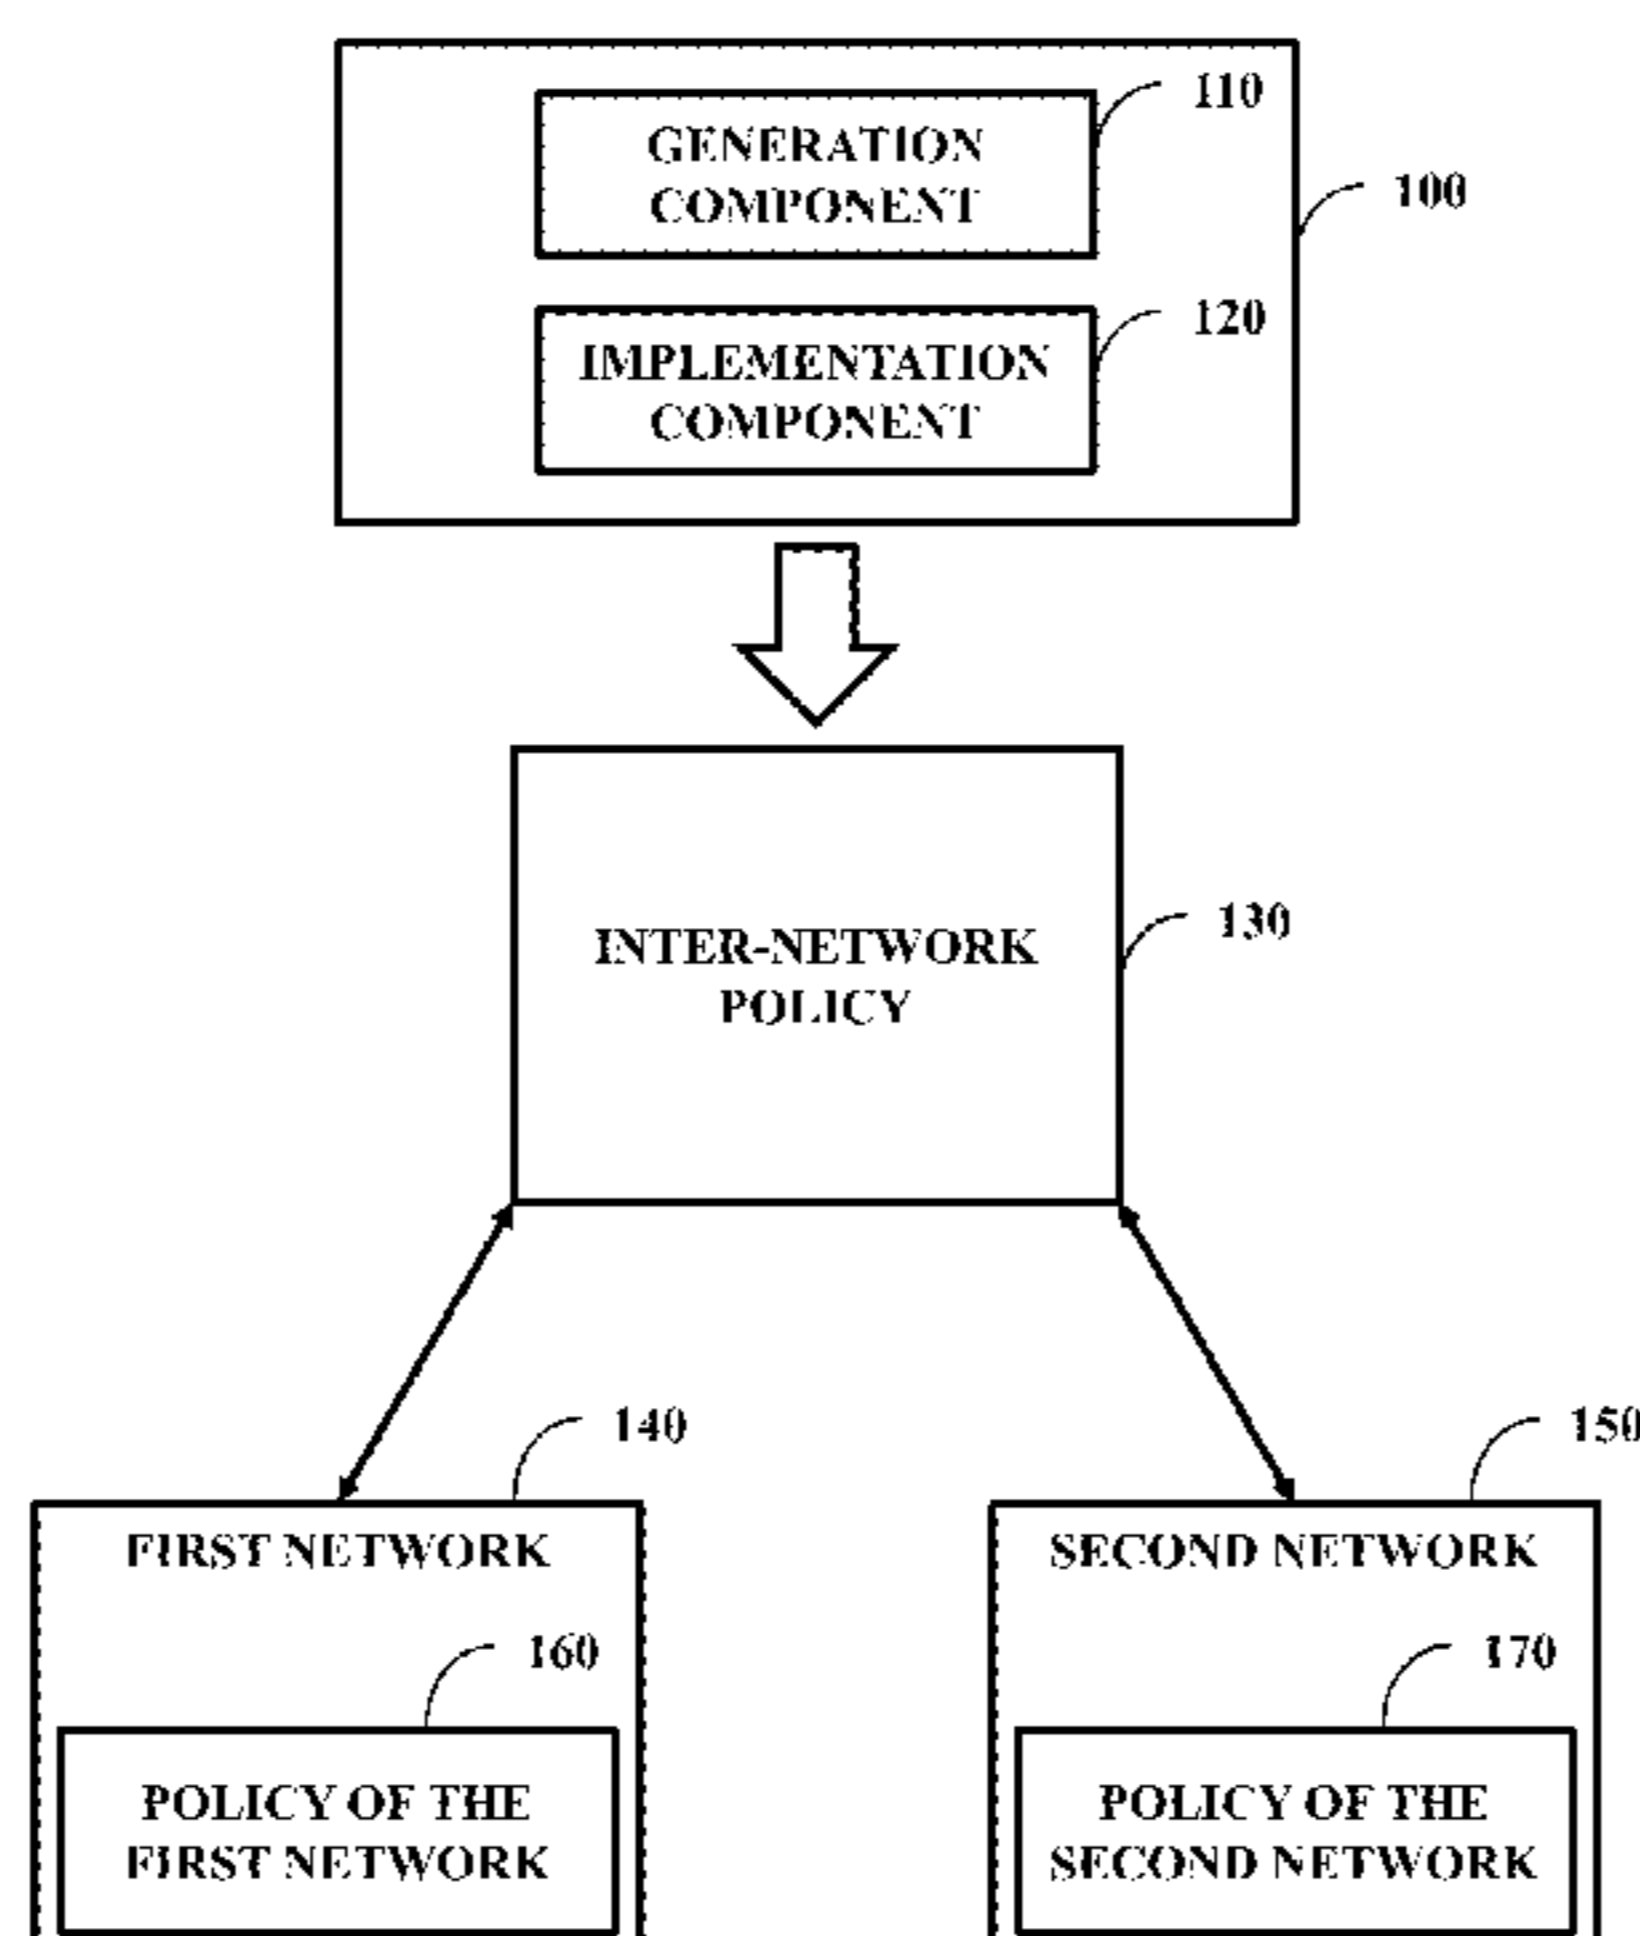 110
GENERATION
COMPONENT
100
120
IMPLEMENTATION
COMPONENT
130
INTER-NETWORK
POLICY
140
150
FIRST NETWORK
SECOND NETWORK
160
170
POLICY OF THE
FIRST NETWORK
POLICY OF THE
SECOND NETWORK